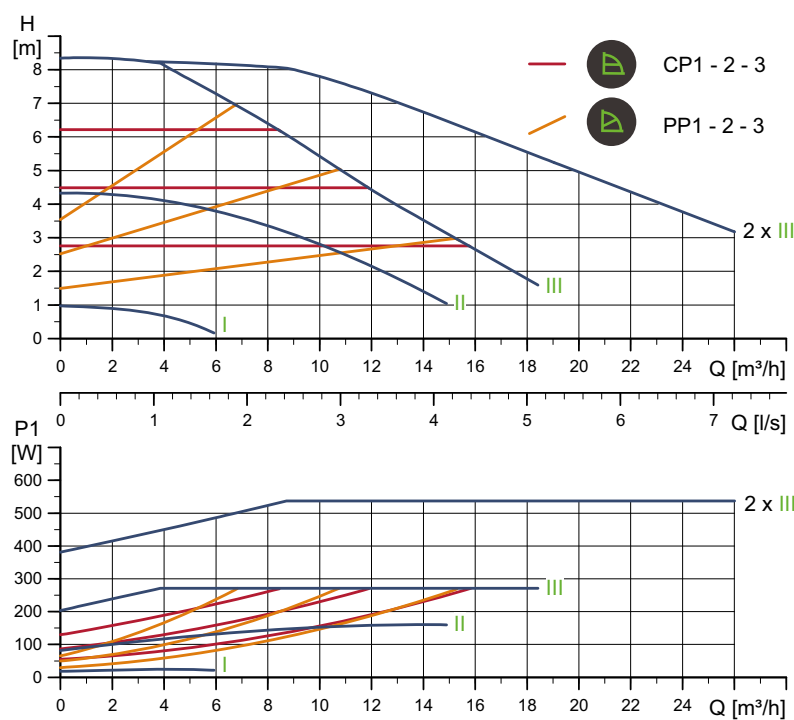 H
[m]
8
7
6
5
4
3
2
1
0
CP1 - 2 - 3
PP1 - 2 - 3
2 x III
III
II
I
0 2 4 6 8 10 12 14 16 18 20 22 24 Q [m³/h]
0 1 2 3 4 5 6 7 Q [l/s]
P1
[W]
600
500
400
300
200
100
0
2 x III
III
II
I
0 2 4 6 8 10 12 14 16 18 20 22 24 Q [m³/h]